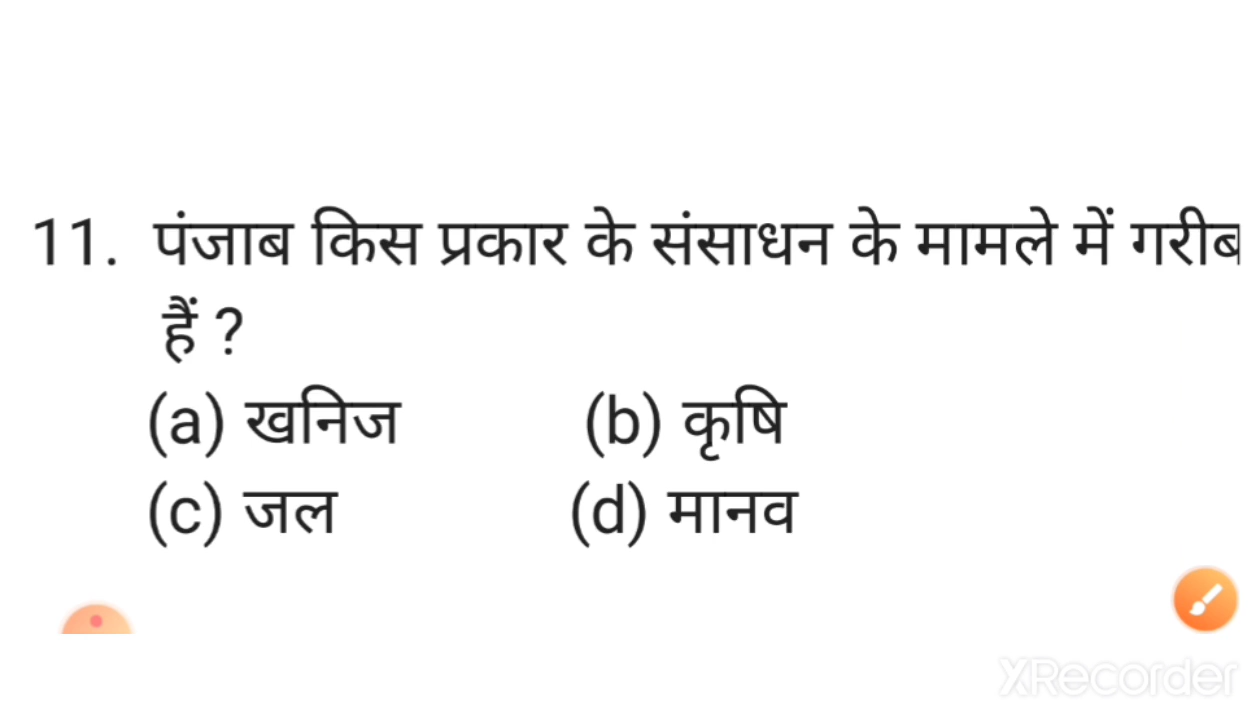 11. पंजाब किस प्रकार के संसाधन के मामले में गरीब
हैं ?
(a) खनिज (b) कृषि
(c) जल (d) मानव
XRecorder